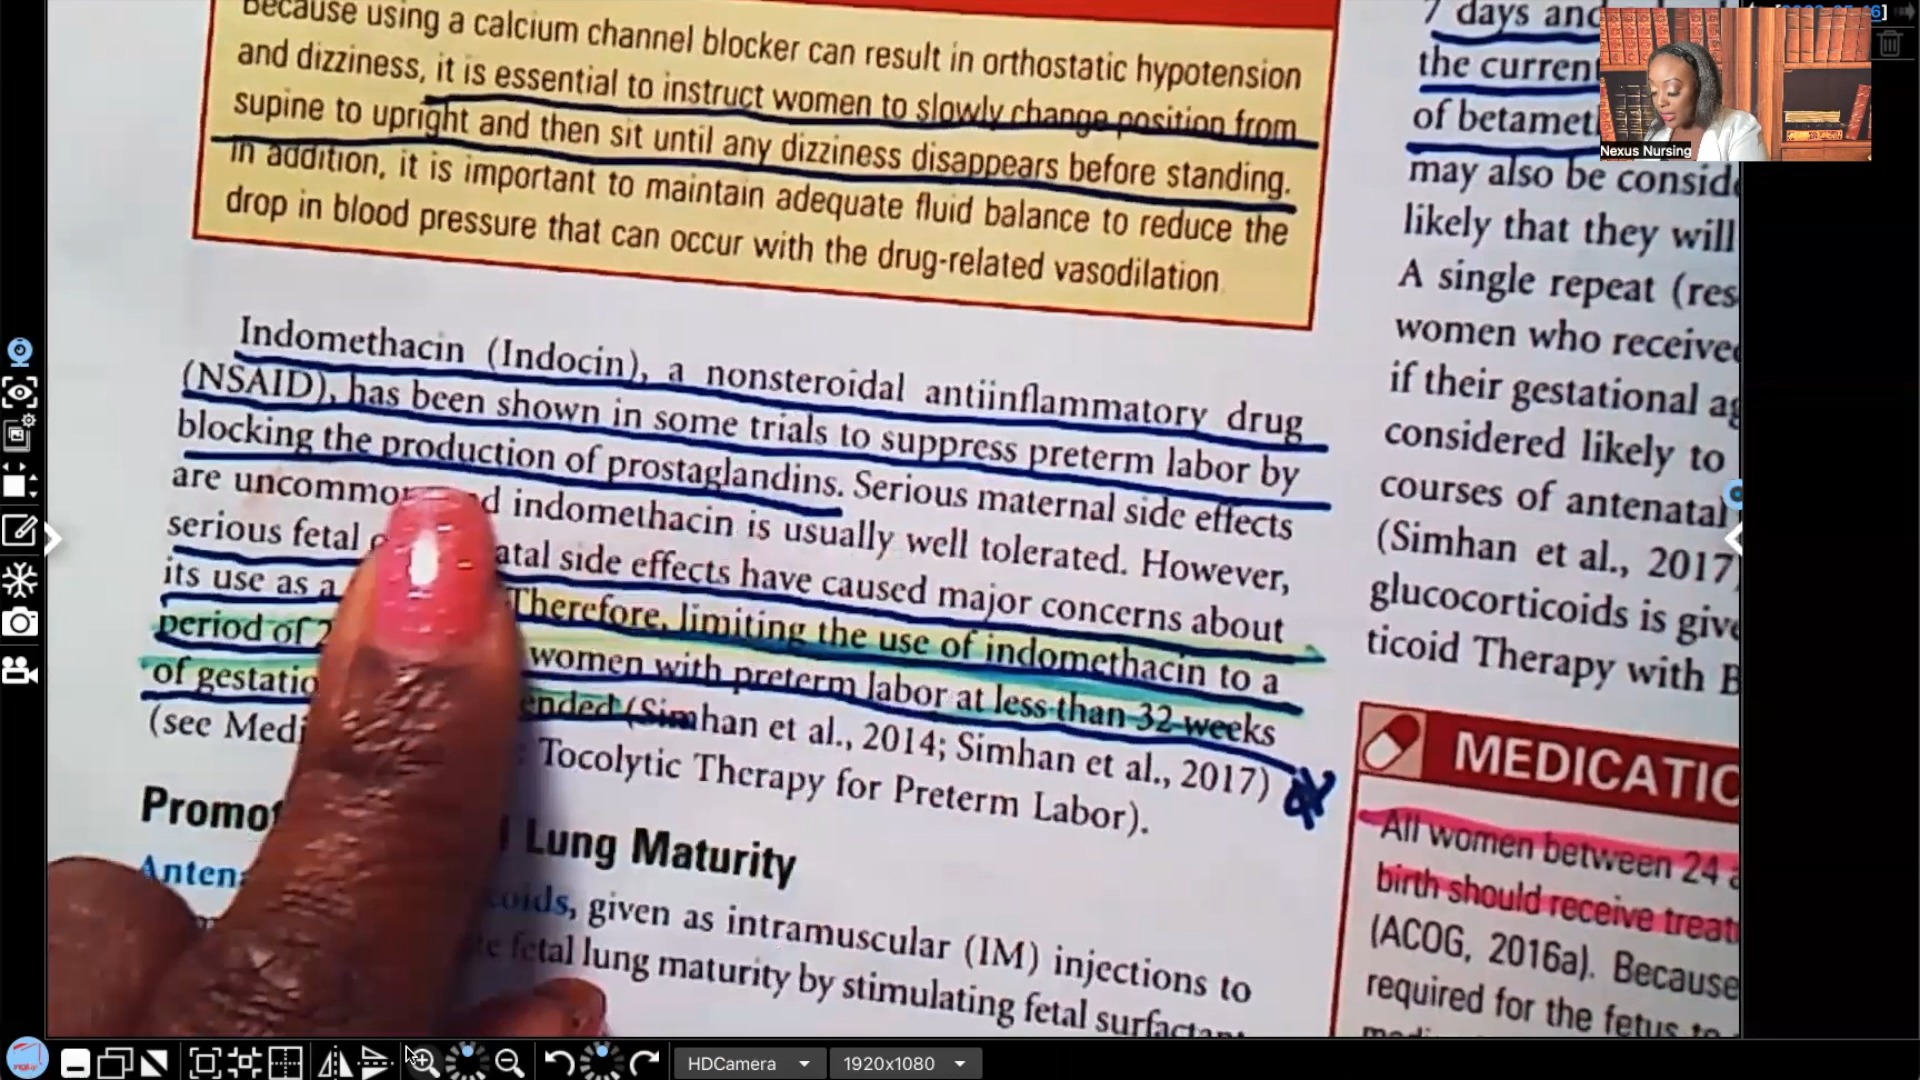 Because using a calcium channel blocker can result in orthostatic hypotension
and dizziness, it is essential to instruct women to slowly change position from
supine to upright and then sit until any dizziness disappears before standing.
In addition, it is important to maintain adequate fluid balance to reduce the
drop in blood pressure that can occur with the drug-related vasodilation
Indomethacin (Indocin), a nonsteroidal antiinflammatory drug
(NSAID), has been shown in some trials to suppress preterm labor by
blocking the production of prostaglandins. Serious maternal side effects
are uncommon indomethacin is usually well tolerated. However,
serious fetal side effects have caused major concerns about
its use as a Therefore, limiting the use of indomethacin to a
period of women with preterm labor at less than 32 weeks
of (Simhan et al., 2014; Simhan et al., 2017)
(see : Tocolytic Therapy for Preterm Labor).
Lung Maturity
given as intramuscular (IM) injections to
fetal lung maturity by stimulating fetal
7 days and
the current
of
may also be
likely that they will
A single repeat (res
women who received
if their gestational
considered likely to
courses of antenatal
(Simhan et al., 2017
glucocorticoids is
ticoid Therapy with B
MEDICATIO
All women between 24
birth should receive treat
(ACOG, 2016a). Because
required for the fetus to
Nexus Nursing
HDCamera
1920x1080